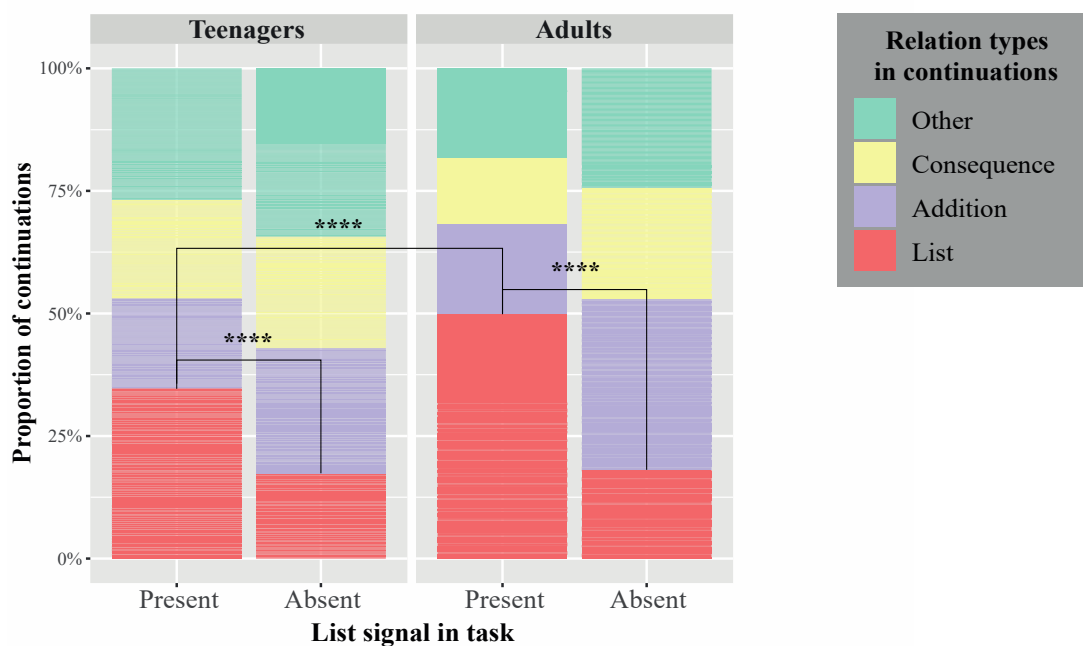 Teenagers
Adults
Relation types
in continuations
Other
Consequence
Addition
List
100%
75%
50%
25%
0%
Proportion of continuations
****
****
****
Present
Absent
Present
Absent
List signal in task